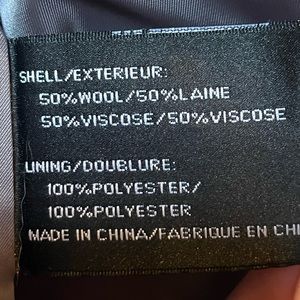 SHELL/EXTERIEUR:
50%WOOL/50%LAINE
50%VISCOSE/50%VISCOSE
LINING/DOUBLURE:
100%POLYESTER/
100%POLYESTER
MADE IN CHINA/FABRIQUE EN CHI